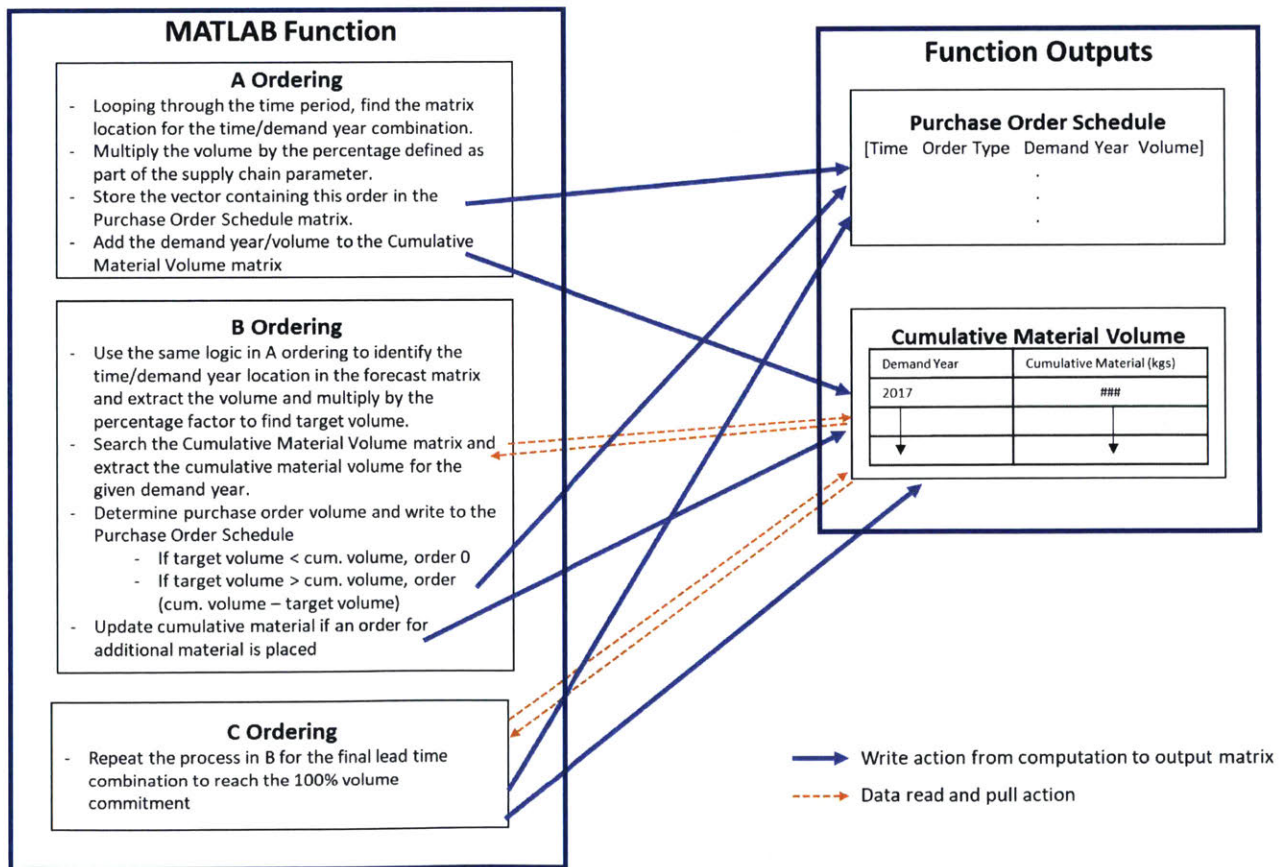 MATLAB Function
A Ordering
- Looping through the time period, find the matrix
location for the time/demand year combination.
- Multiply the volume by the percentage defined as
part of the supply chain parameter.
- Store the vector containing this order in the
Purchase Order Schedule matrix.
- Add the demand year/volume to the Cumulative
Material Volume matrix
B Ordering
- Use the same logic in A ordering to identify the
time/demand year location in the forecast matrix
and extract the volume and multiply by the
percentage factor to find target volume.
- Search the Cumulative Material Volume matrix and
extract the cumulative material volume for the
given demand year.
- Determine purchase order volume and write to the
Purchase Order Schedule
- If target volume < cum. volume, order 0
- If target volume > cum. volume, order
(cum. volume – target volume)
- Update cumulative material if an order for
additional material is placed
C Ordering
- Repeat the process in B for the final lead time
combination to reach the 100% volume
commitment
Function Outputs
Purchase Order Schedule
[Time Order Type Demand Year Volume]
.
.
.
Cumulative Material Volume
Demand Year Cumulative Material (kgs)
2017 ###
Write action from computation to output matrix
Data read and pull action